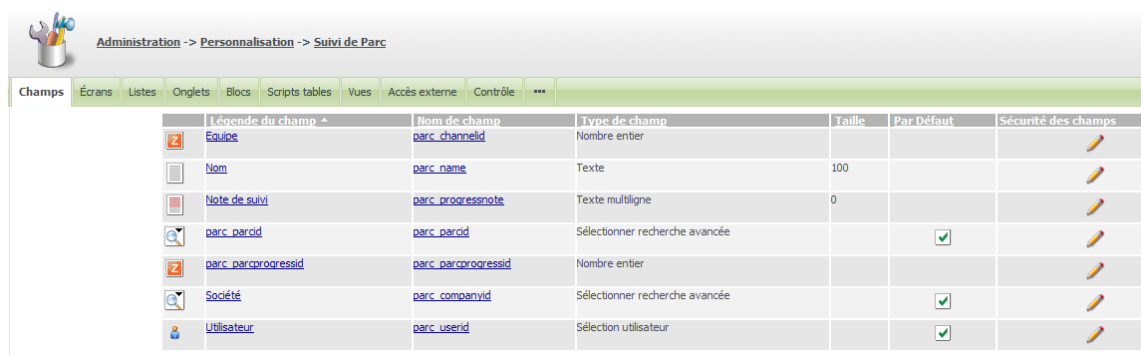 Administration -> Personnalisation -> Suivi de Parc
Champs Écrans Listes Onglets Blocs Scripts tables Vues Accès externe Contrôle ...
Légende du champ Nom de champ Type de champ Taille Par Défaut Sécurité des champs
Equipe parc_channelid Nombre entier
Nom parc_name Texte 100
Note de suivi parc_progressnote Texte multiligne 0
parc_parcid parc_parcid Sélectionner recherche avancée
parc_parcprogressid parc_parcprogressid Nombre entier
Société parc_companyid Sélectionner recherche avancée
Utilisateur parc_userid Sélection utilisateur